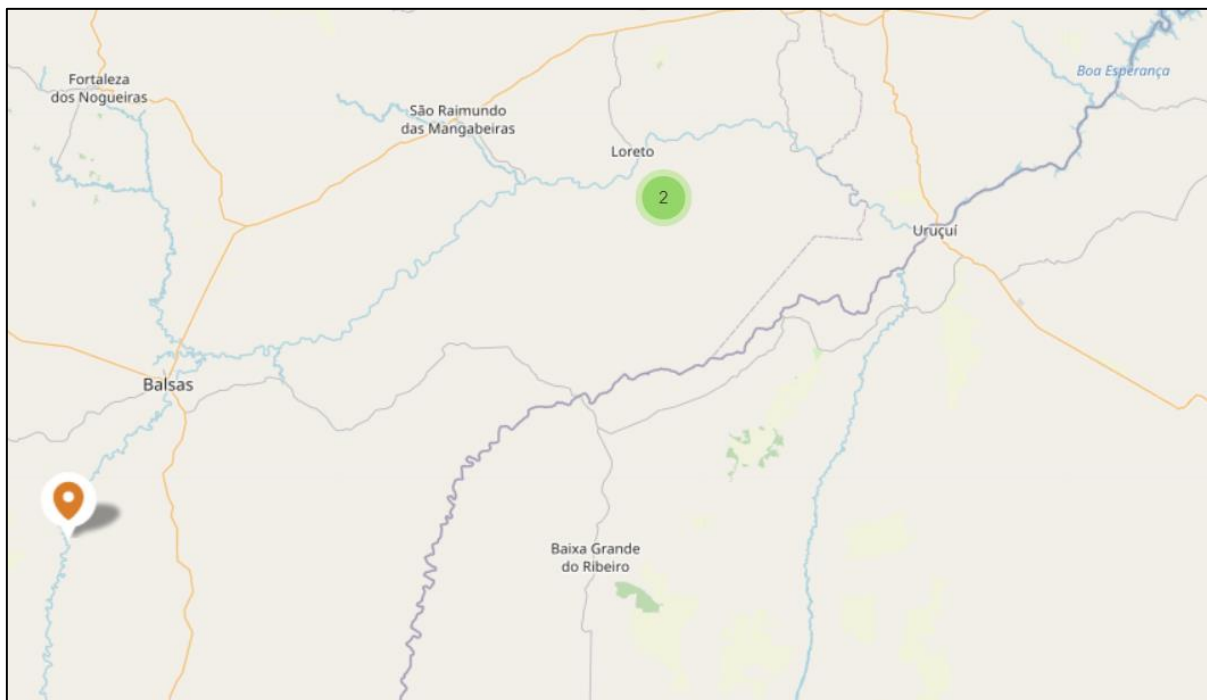 Boa Esperança
Fortaleza
dos Nogueiras
São Raimundo
das Mangabeiras
Loreto
2
Uruçuí
Balsas
Baixa Grande
do Ribeiro